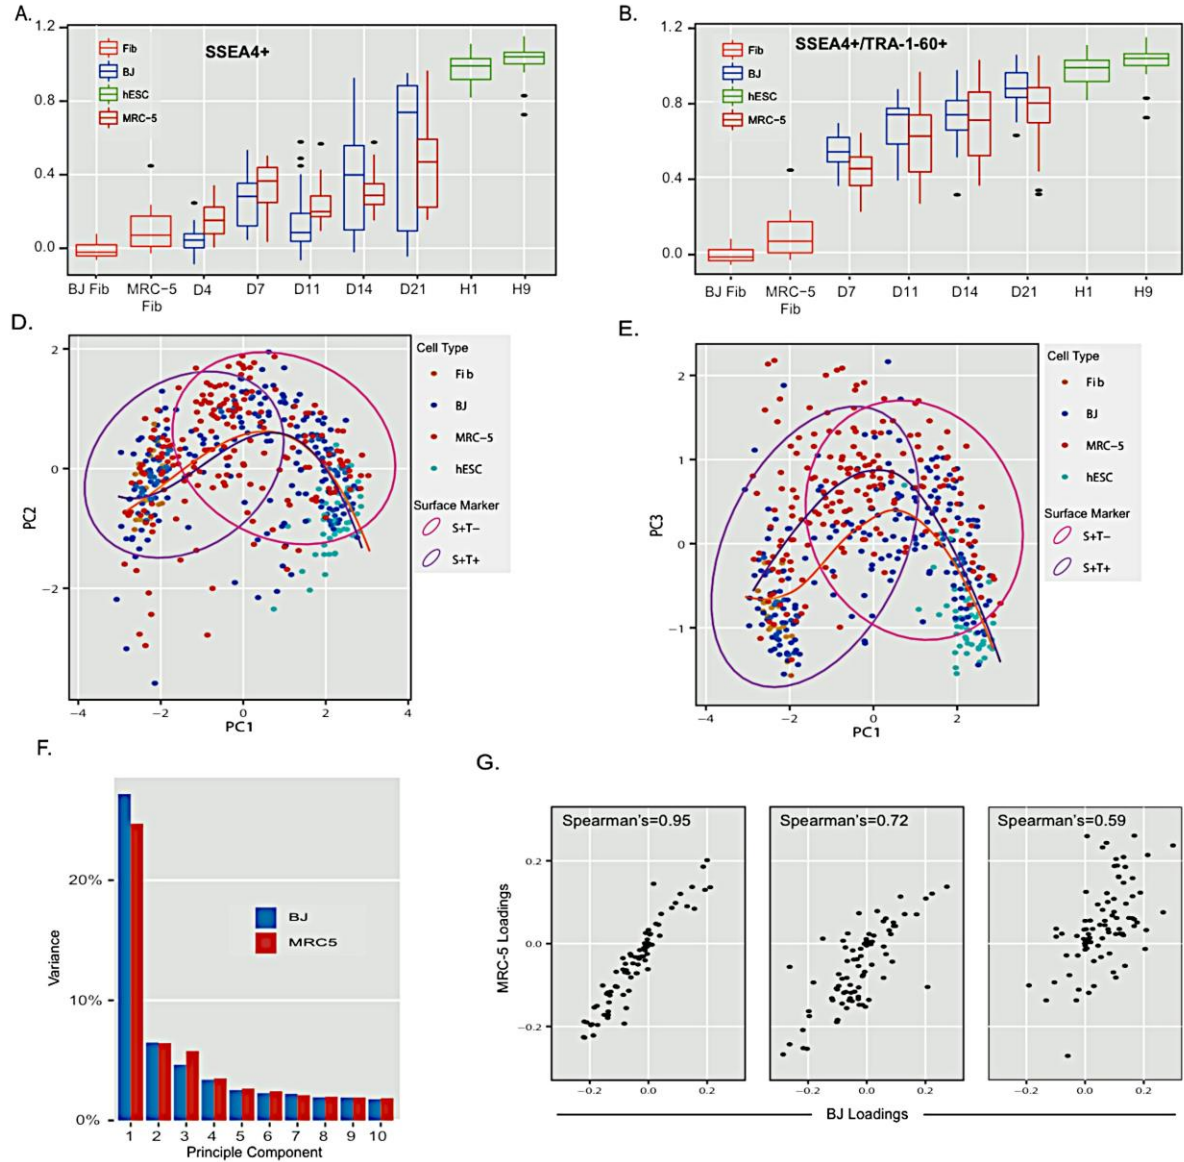 A.
SSEA4+
Fib
BJ
hESC
MRC-5
1.2
0.8
0.4
0.0
BJ Fib
MRC-5
Fib
D4
D7
D11
D14
D21
H1
H9
B.
SSEA4+/TRA-1-60+
Fib
BJ
hESC
MRC-5
1.2
0.8
0.4
0.0
BJ Fib
MRC-5
Fib
D7
D11
D14
D21
H1
H9
D.
2
0
-2
PC2
-4
-2
0
2
4
PC1
Cell Type
Fib
BJ
MRC-5
hESC
Surface Marker
S+T-
S+T+
E.
2
1
0
-1
PC3
-4
-2
0
2
PC1
Cell Type
Fib
BJ
MRC-5
hESC
Surface Marker
S+T-
S+T+
F.
20%
10%
0%
Variance
BJ
MRC5
1 2 3 4 5 6 7 8 9 10
Principle Component
G.
Spearman's=0.95
Spearman's=0.72
Spearman's=0.59
0.2
0.0
-0.2
MRC-5 Loadings
-0.2 0.0 0.2
-0.2 0.0 0.2
-0.2 0.0 0.2
BJ Loadings